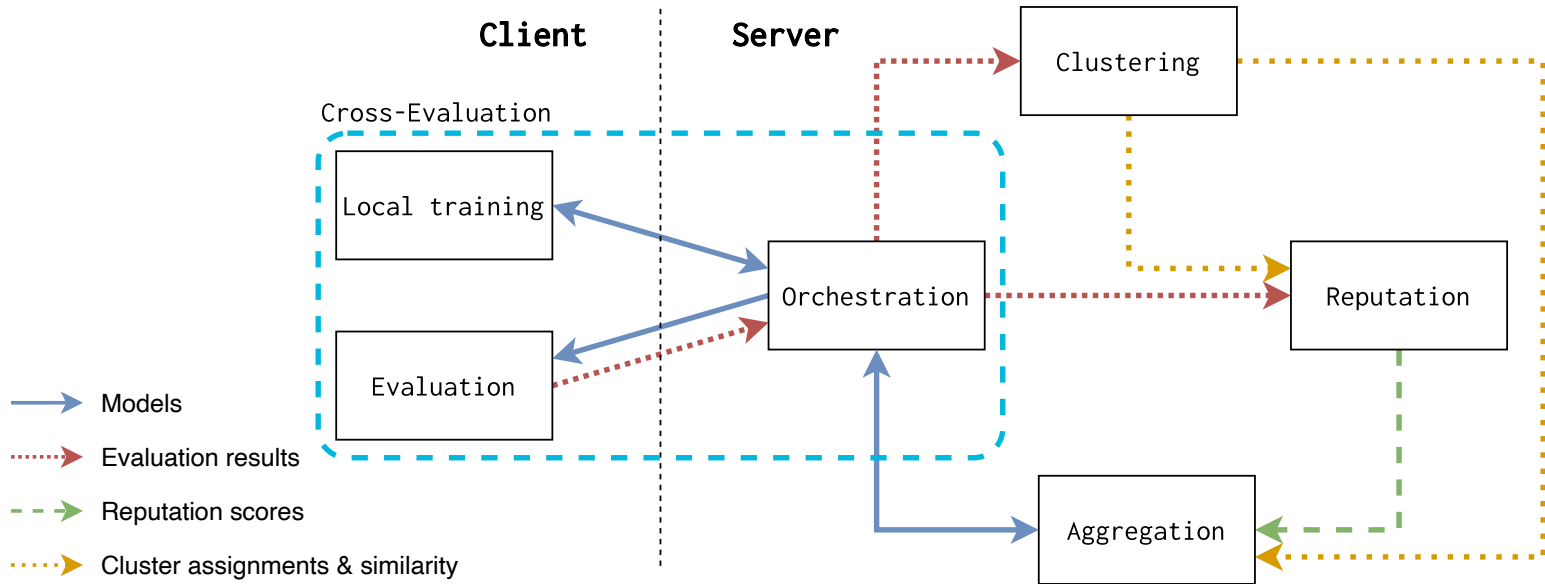 Client
Server
Clustering
Cross-Evaluation
Local training
Orchestration
Reputation
Evaluation
Aggregation
Models
Evaluation results
Reputation scores
Cluster assignments & similarity